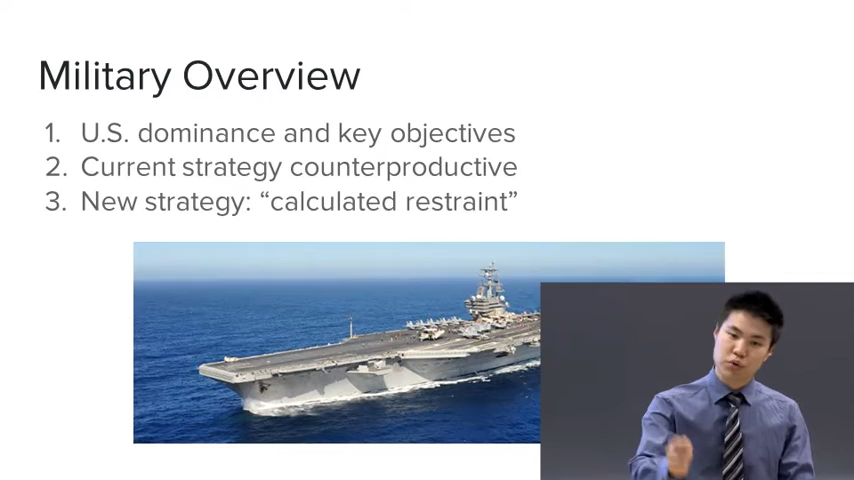 Military Overview
1. U.S. dominance and key objectives
2. Current strategy counterproductive
3. New strategy: “calculated restraint”